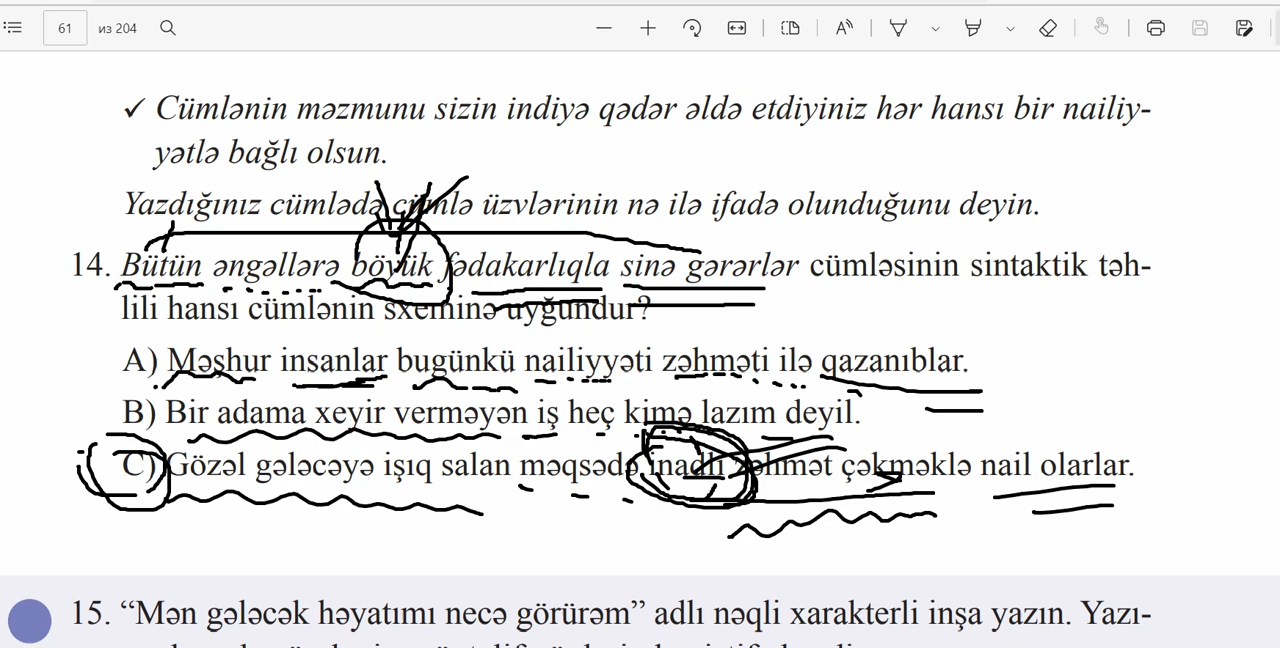 61 из 204
✓ Cümlənin məzmunu sizin indiyə qədər əldə etdiyiniz hər hansı bir nailiy-
yətlə bağlı olsun.
Yazdığınız cümlədə cümlə üzvlərinin nə ilə ifadə olunduğunu deyin.
14. Bütün əngəllərə böyük fədakarlıqla sinə gərərlər cümləsinin sintaktik təh-
lili hansı cümlənin sxeminə uyğundur?
A) Məşhur insanlar bugünkü nailiyyəti zəhməti ilə qazanıblar.
B) Bir adama xeyir verməyən iş heç kimə lazım deyil.
C) Gözəl gələcəyə işıq salan məqsədə inadlı zəhmət çəkməklə nail olarlar.
15. “Mən gələcək həyatımı necə görürəm” adlı nəqli xarakterli inşa yazın. Yazı-